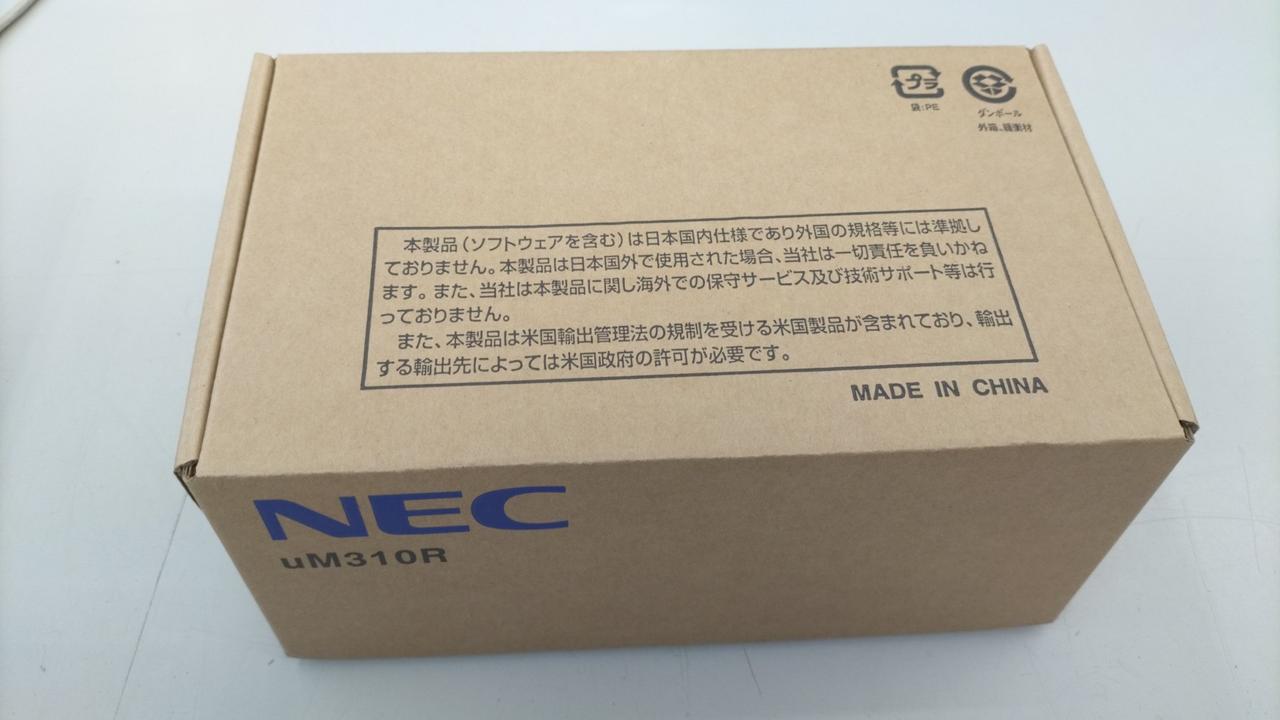 プラ
袋:PE
ダンボール
外箱、緩衝材
本製品(ソフトウェアを含む)は日本国内仕様であり外国の規格等には準拠し
ておりません。本製品は日本国外で使用された場合、当社は一切責任を負いかね
ます。また、当社は本製品に関し海外での保守サービス及び技術サポート等は行
っておりません。
また、本製品は米国輸出管理法の規制を受ける米国製品が含まれており、輸出
する輸出先によっては米国政府の許可が必要です。
MADE IN CHINA
NEC
uM310R